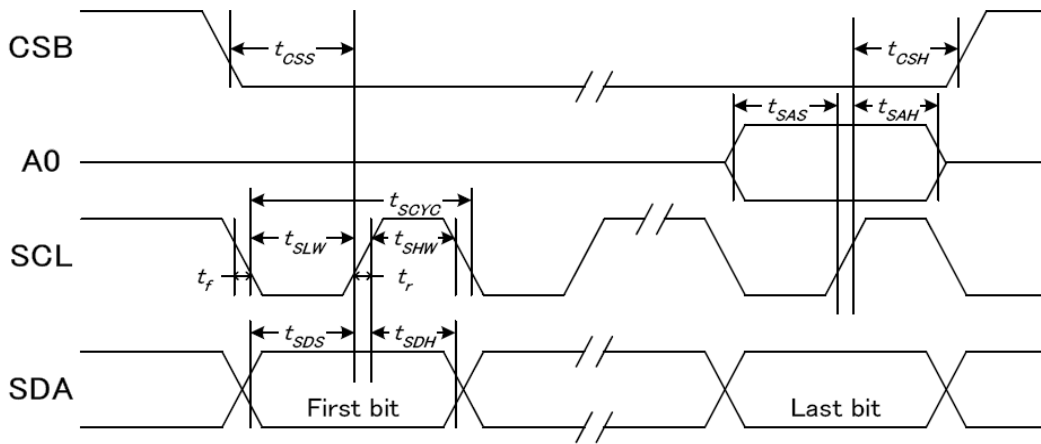 CSB
tCSS
tCSH
A0
tSAS
tSAH
tSCYC
SCL
tSLW
tSHW
tf
tr
SDA
tSDS
tSDH
First bit
Last bit